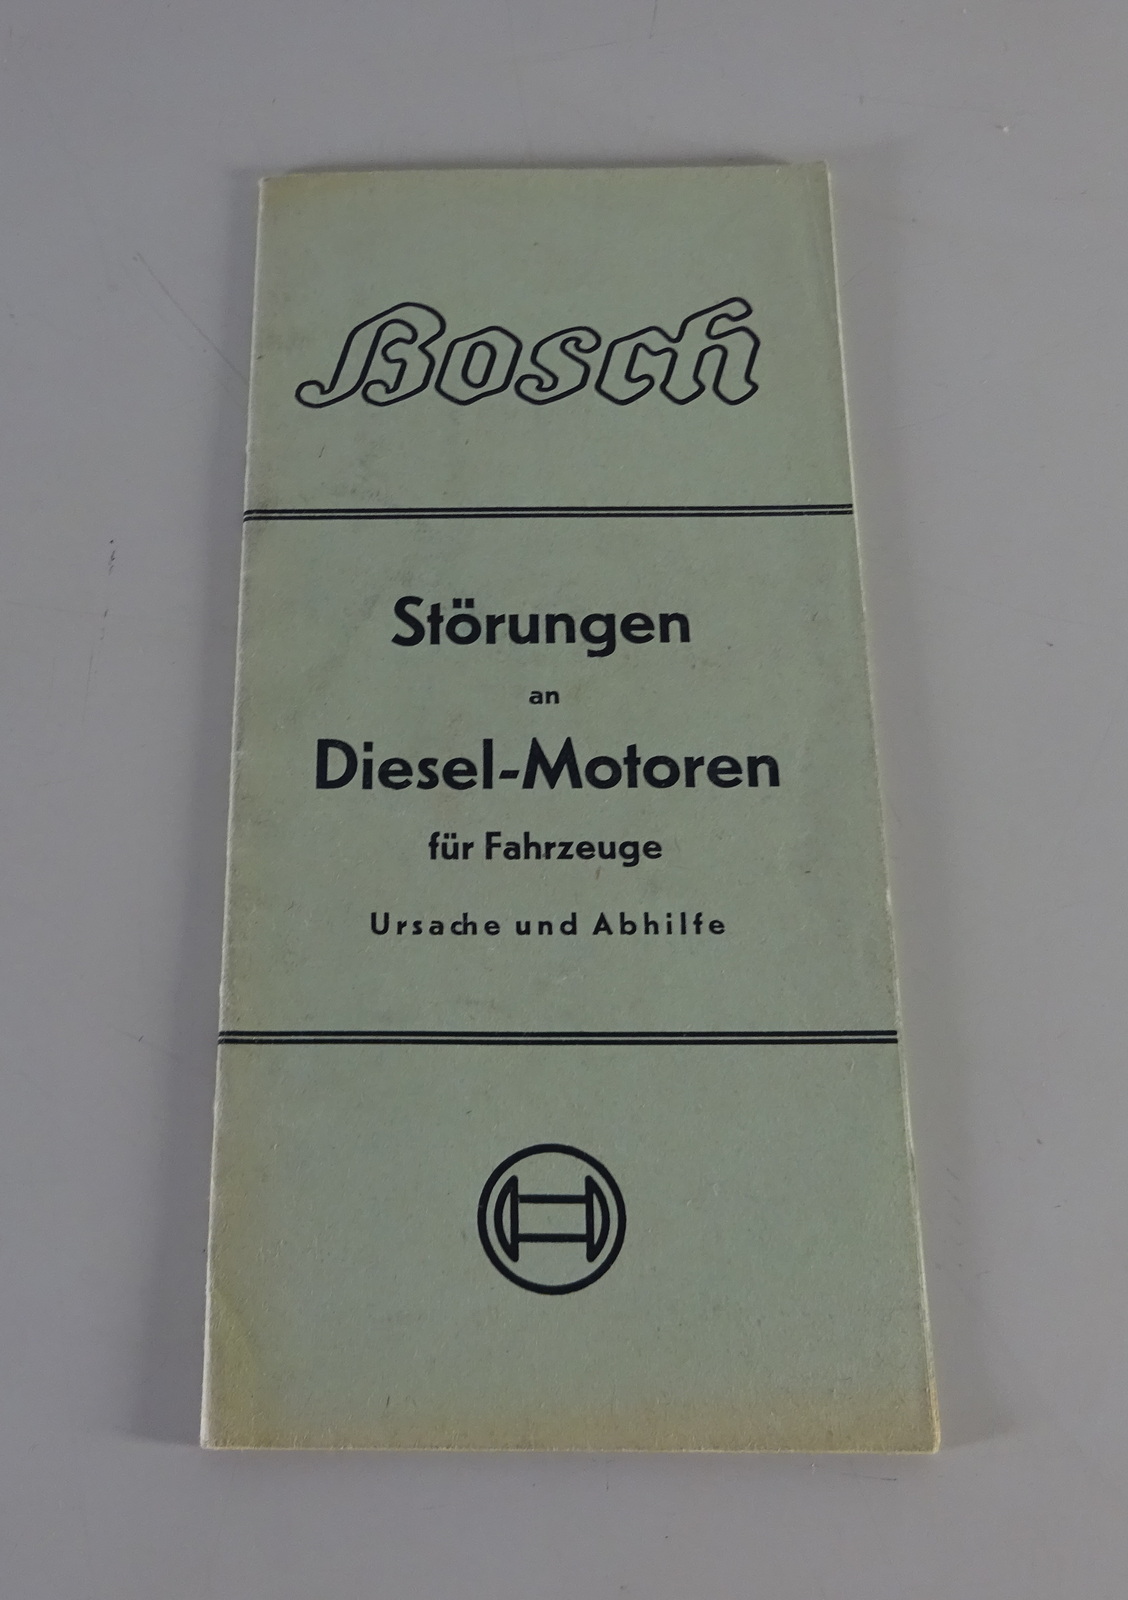 Bosch
Störungen
an
Diesel-Motoren
für Fahrzeuge
Ursache und Abhilfe